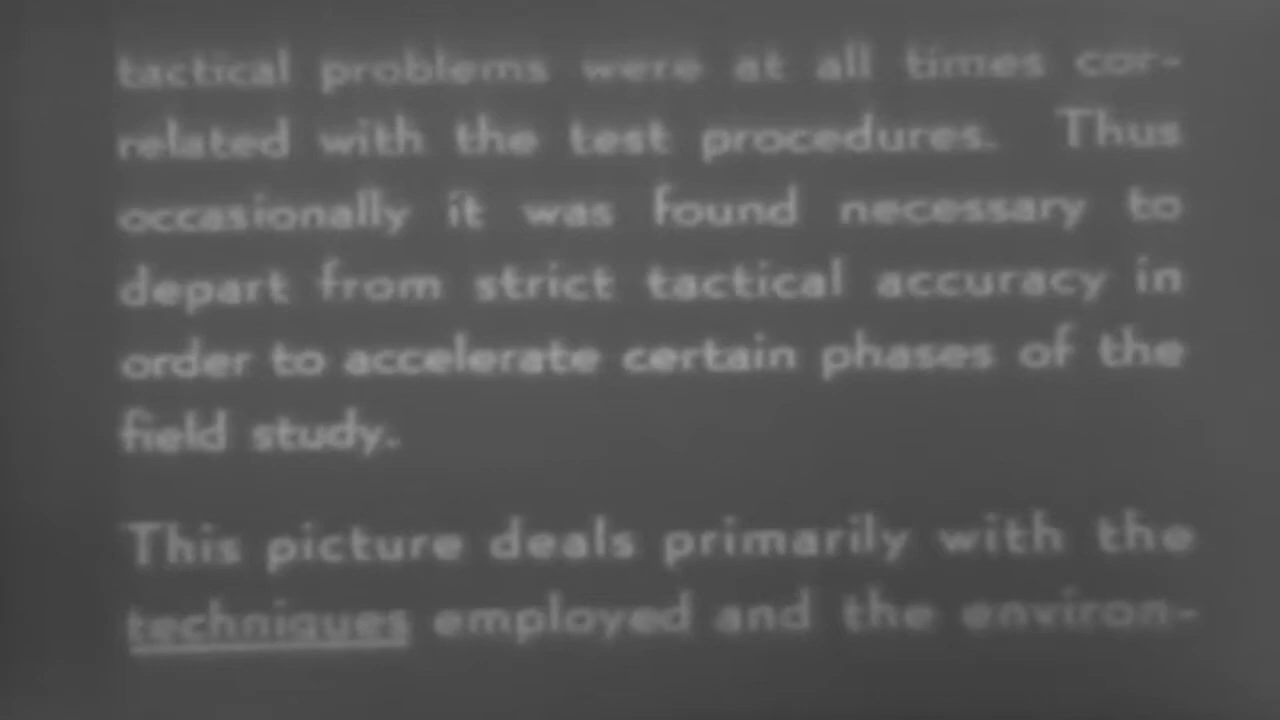 tactical problems were at all times cor-
related with the test procedures. Thus
occasionally it was found necessary to
depart from strict tactical accuracy in
order to accelerate certain phases of the
field study.
This picture deals primarily with the
techniques employed and the environ-